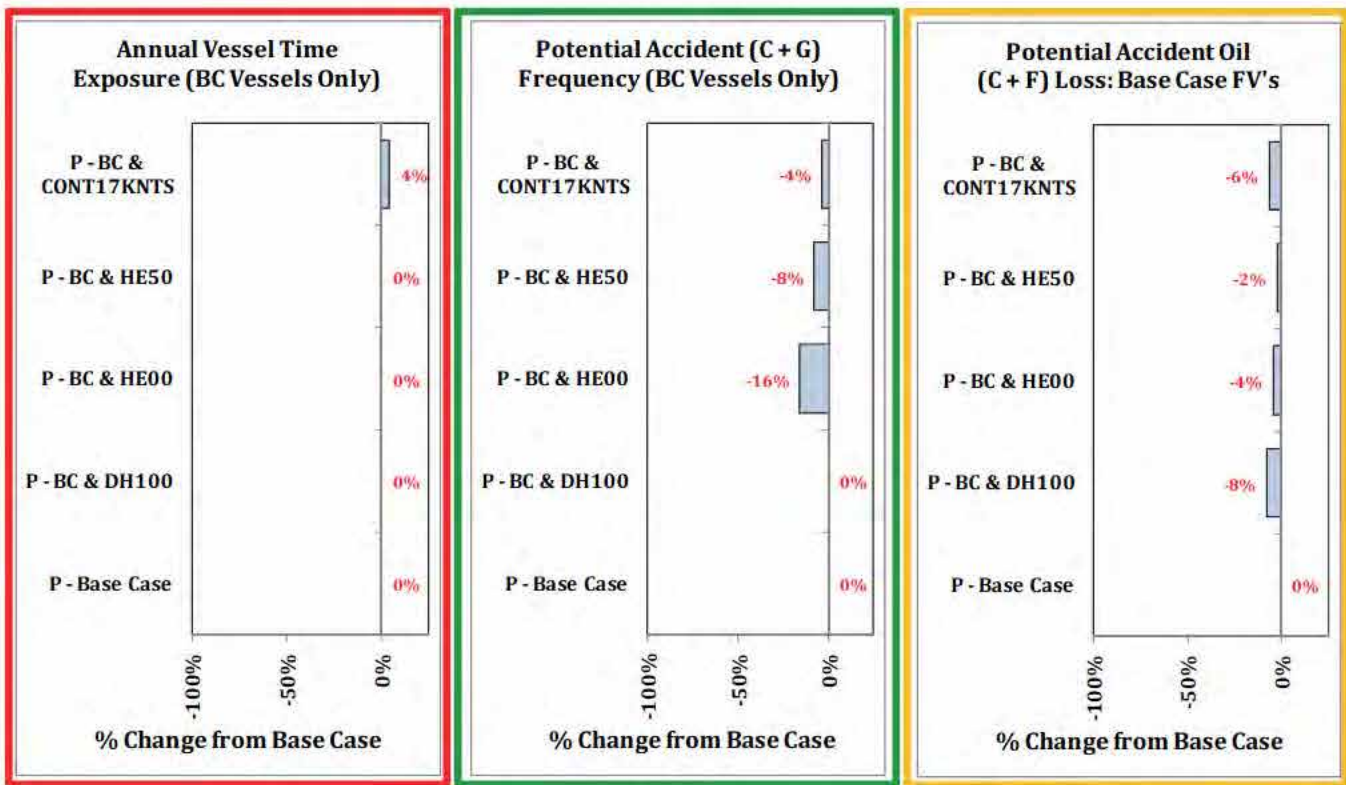 Annual Vessel Time
Exposure (BC Vessels Only)
P - BC &
CONT17KNTS
4%
P - BC & HE50
0%
P - BC & HE00
0%
P - BC & DH100
0%
P - Base Case
0%
-100%
-50%
0%
% Change from Base Case
Potential Accident (C + G)
Frequency (BC Vessels Only)
P - BC &
CONT17KNTS
-4%
P - BC & HE50
-8%
P - BC & HE00
-16%
P - BC & DH100
0%
P - Base Case
0%
-100%
-50%
0%
% Change from Base Case
Potential Accident Oil
(C + F) Loss: Base Case FV's
P - BC &
CONT17KNTS
-6%
P - BC & HE50
-2%
P - BC & HE00
-4%
P - BC & DH100
-8%
P - Base Case
0%
-100%
-50%
0%
% Change from Base Case